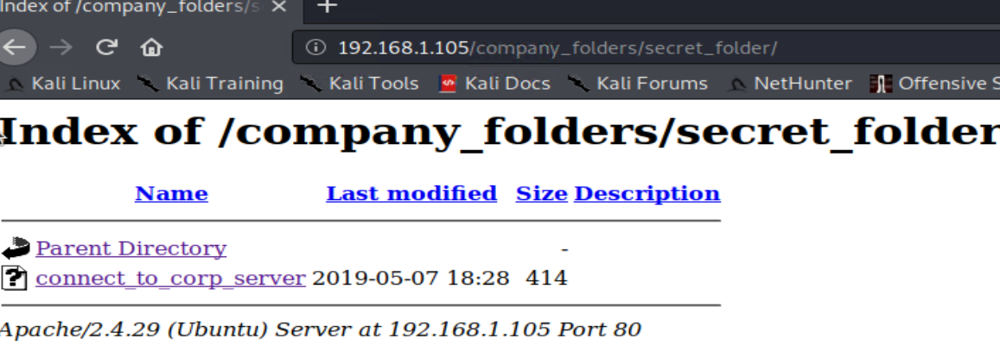 Index of /company_folders/s
192.168.1.105/company_folders/secret_folder/
Kali Linux Kali Training Kali Tools Kali Docs Kali Forums NetHunter Offensive S
Index of /company_folders/secret_folder
Name Last modified Size Description
Parent Directory -
connect_to_corp_server 2019-05-07 18:28 414
Apache/2.4.29 (Ubuntu) Server at 192.168.1.105 Port 80